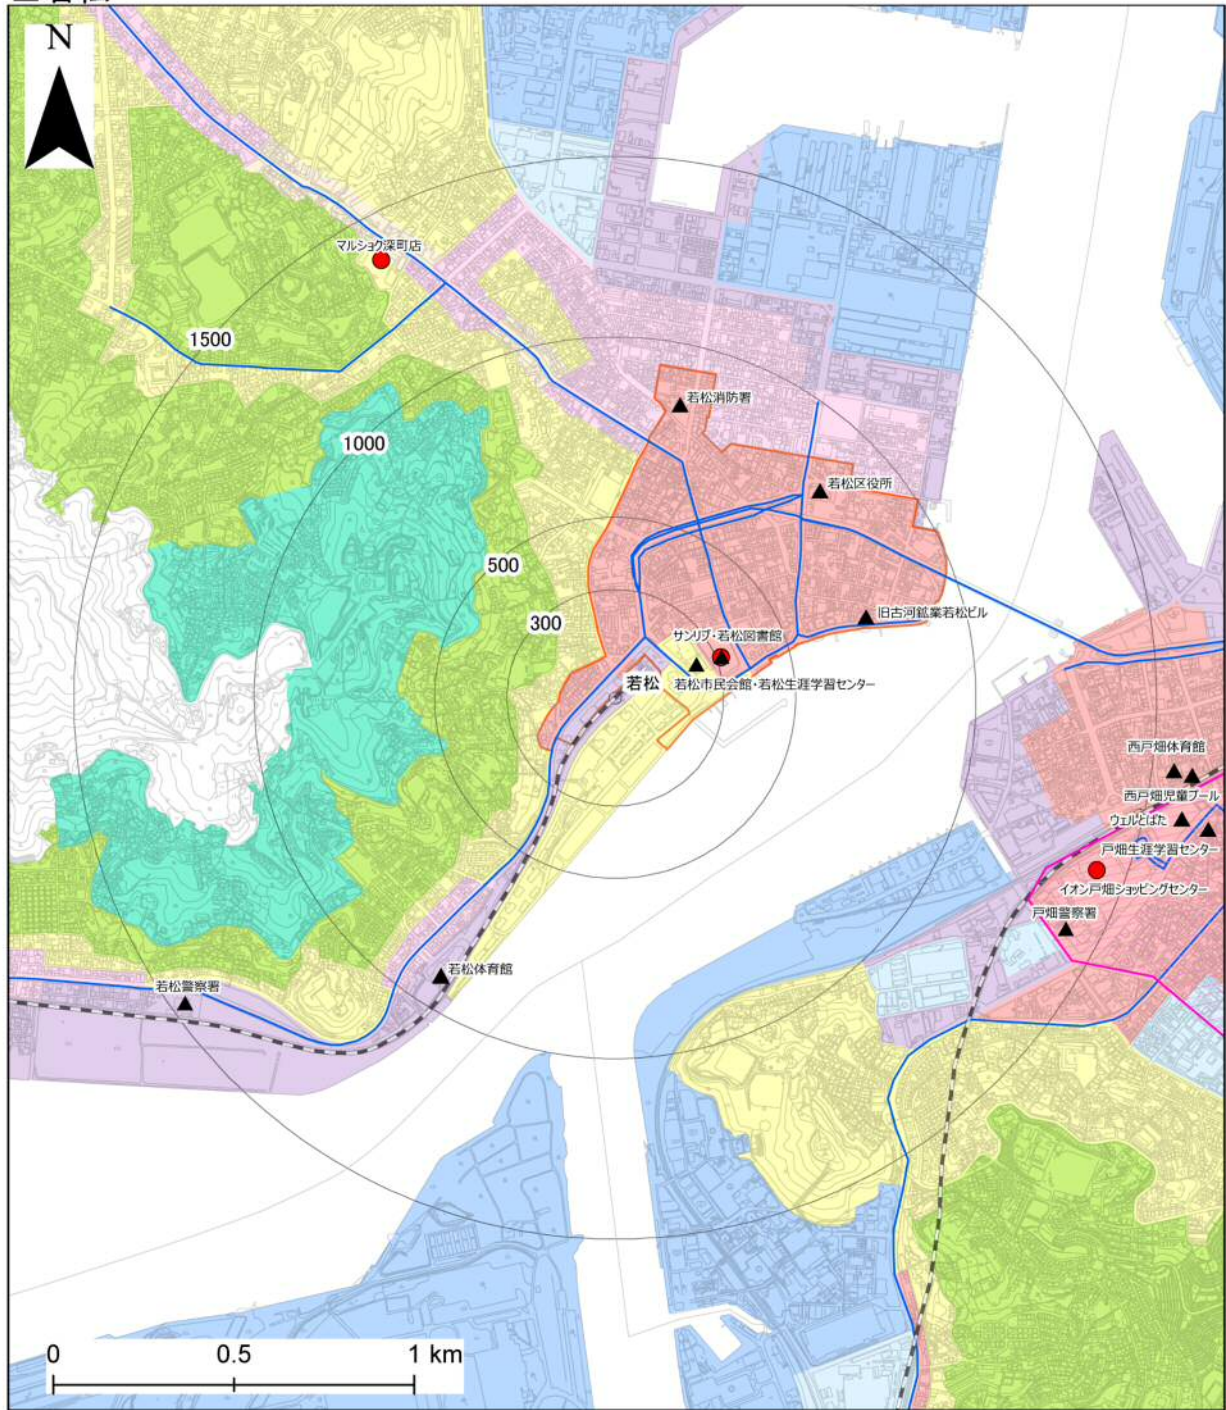 N
マルショク深町店
1500
若松消防署
1000
若松区役所
500
300
旧古河鉱業若松ビル
サンリブ・若松図書館
若松
若松市民会館・若松生涯学習センター
西戸畑体育館
西戸畑児童プール
ウェルとばた
戸畑生涯学習センター
イオン戸畑ショッピングセンター
戸畑警察署
若松体育館
若松警察署
0 0.5 1 km